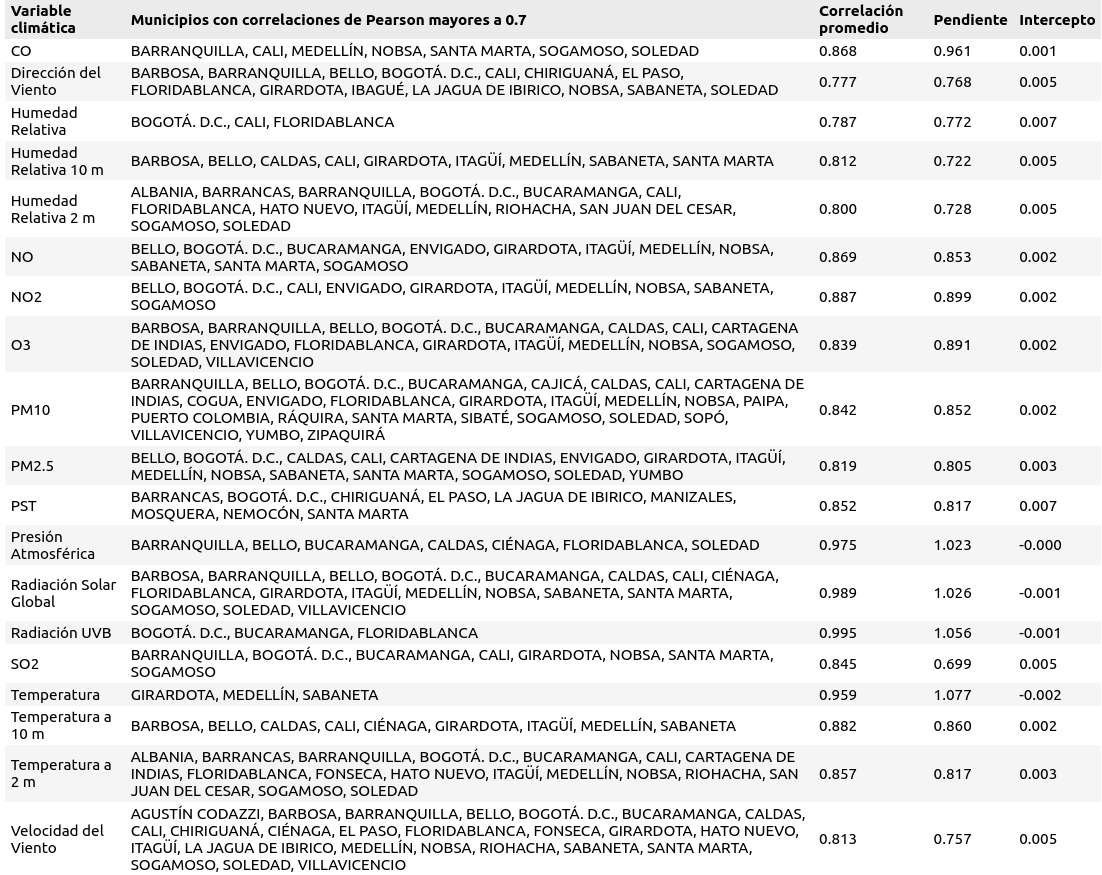 Variable climática Municipios con correlaciones de Pearson mayores a 0.7 Correlación promedio Pendiente Intercepto
CO BARRANQUILLA, CALI, MEDELLÍN, NOBSA, SANTA MARTA, SOGAMOSO, SOLEDAD 0.868 0.961 0.001
Dirección del Viento BARBOSA, BARRANQUILLA, BELLO, BOGOTÁ. D.C., CALI, CHIRIGUANÁ, EL PASO,
FLORIDABLANCA, GIRARDOTA, IBAGUÉ, LA JAGUA DE IBIRICO, NOBSA, SABANETA, SOLEDAD 0.777 0.768 0.005
Humedad Relativa BOGOTÁ. D.C., CALI, FLORIDABLANCA 0.787 0.772 0.007
Humedad Relativa 10 m BARBOSA, BELLO, CALDAS, CALI, GIRARDOTA, ITAGÜÍ, MEDELLÍN, SABANETA, SANTA MARTA 0.812 0.722 0.005
Humedad Relativa 2 m ALBANIA, BARRANCAS, BARRANQUILLA, BOGOTÁ. D.C., BUCARAMANGA, CALI,
FLORIDABLANCA, HATO NUEVO, ITAGÜÍ, MEDELLÍN, RIOHACHA, SAN JUAN DEL CESAR,
SOGAMOSO, SOLEDAD 0.800 0.728 0.005
NO BELLO, BOGOTÁ. D.C., BUCARAMANGA, ENVIGADO, GIRARDOTA, ITAGÜÍ, MEDELLÍN, NOBSA,
SABANETA, SANTA MARTA, SOGAMOSO 0.869 0.853 0.002
NO2 BELLO, BOGOTÁ. D.C., CALI, ENVIGADO, GIRARDOTA, ITAGÜÍ, MEDELLÍN, NOBSA, SABANETA,
SOGAMOSO 0.887 0.899 0.002
O3 BARBOSA, BARRANQUILLA, BELLO, BOGOTÁ. D.C., BUCARAMANGA, CALDAS, CALI, CARTAGENA
DE INDIAS, ENVIGADO, FLORIDABLANCA, GIRARDOTA, ITAGÜÍ, MEDELLÍN, NOBSA, SOGAMOSO,
SOLEDAD, VILLAVICENCIO 0.839 0.891 0.002
PM10 BARRANQUILLA, BELLO, BOGOTÁ. D.C., BUCARAMANGA, CAJICÁ, CALDAS, CALI, CARTAGENA DE
INDIAS, COGUA, ENVIGADO, FLORIDABLANCA, GIRARDOTA, ITAGÜÍ, MEDELLÍN, NOBSA, PAIPA,
PUERTO COLOMBIA, RÁQUIRA, SANTA MARTA, SIBATÉ, SOGAMOSO, SOLEDAD, SOPÓ,
VILLAVICENCIO, YUMBO, ZIPAQUIRÁ 0.842 0.852 0.002
PM2.5 BELLO, BOGOTÁ. D.C., CALDAS, CALI, CARTAGENA DE INDIAS, ENVIGADO, GIRARDOTA, ITAGÜÍ,
MEDELLÍN, NOBSA, SABANETA, SANTA MARTA, SOGAMOSO, SOLEDAD, YUMBO 0.819 0.805 0.003
PST BARRANCAS, BOGOTÁ. D.C., CHIRIGUANÁ, EL PASO, LA JAGUA DE IBIRICO, MANIZALES,
MOSQUERA, NEMOCÓN, SANTA MARTA 0.852 0.817 0.007
Presión Atmosférica BARRANQUILLA, BELLO, BUCARAMANGA, CALDAS, CIÉNAGA, FLORIDABLANCA, SOLEDAD 0.975 1.023 -0.000
Radiación Solar Global BARBOSA, BARRANQUILLA, BELLO, BOGOTÁ. D.C., BUCARAMANGA, CALDAS, CALI, CIÉNAGA,
FLORIDABLANCA, GIRARDOTA, ITAGÜÍ, MEDELLÍN, NOBSA, SABANETA, SANTA MARTA,
SOGAMOSO, SOLEDAD, VILLAVICENCIO 0.989 1.026 -0.001
Radiación UVB BOGOTÁ. D.C., BUCARAMANGA, FLORIDABLANCA 0.995 1.056 -0.001
SO2 BARRANQUILLA, BOGOTÁ. D.C., BUCARAMANGA, CALI, GIRARDOTA, NOBSA, SANTA MARTA,
SOGAMOSO 0.845 0.699 0.005
Temperatura GIRARDOTA, MEDELLÍN, SABANETA 0.959 1.077 -0.002
Temperatura a 10 m BARBOSA, BELLO, CALDAS, CALI, CIÉNAGA, GIRARDOTA, ITAGÜÍ, MEDELLÍN, SABANETA 0.882 0.860 0.002
Temperatura a 2 m ALBANIA, BARRANCAS, BARRANQUILLA, BOGOTÁ. D.C., BUCARAMANGA, CALI, CARTAGENA DE
INDIAS, FLORIDABLANCA, FONSECA, HATO NUEVO, ITAGÜÍ, MEDELLÍN, NOBSA, RIOHACHA, SAN
JUAN DEL CESAR, SOGAMOSO, SOLEDAD 0.857 0.817 0.003
Velocidad del Viento AGUSTÍN CODAZZI, BARBOSA, BARRANQUILLA, BELLO, BOGOTÁ. D.C., BUCARAMANGA, CALDAS,
CALI, CHIRIGUANÁ, CIÉNAGA, EL PASO, FLORIDABLANCA, FONSECA, GIRARDOTA, HATO NUEVO,
ITAGÜÍ, LA JAGUA DE IBIRICO, MEDELLÍN, NOBSA, RIOHACHA, SABANETA, SANTA MARTA,
SOGAMOSO, SOLEDAD, VILLAVICENCIO 0.813 0.757 0.005